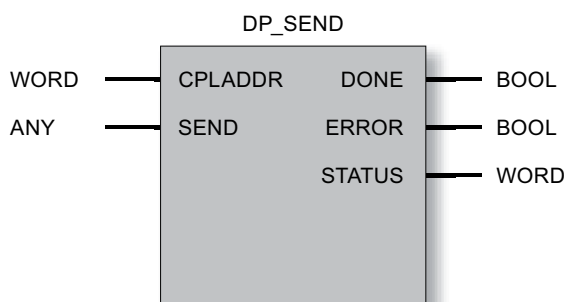 DP_SEND
WORD CPLADDR DONE BOOL
ANY SEND ERROR BOOL
STATUS WORD